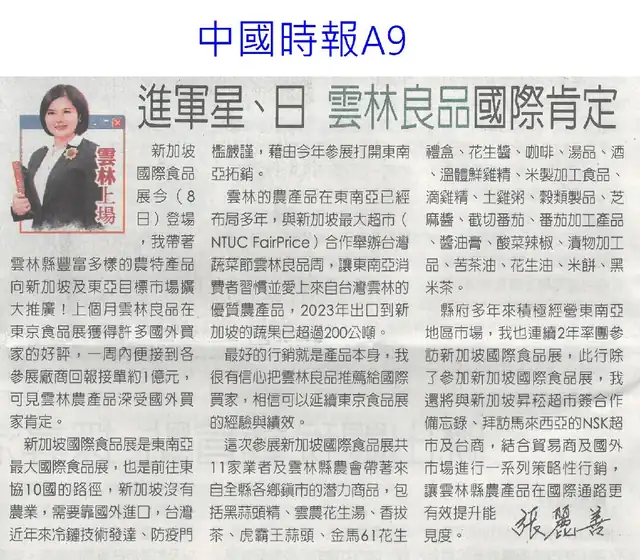 中國時報A9
進軍星、日 雲林良品國際肯定
雲林上場
新加坡
國際食品
展今（8
日）登場
，我帶著
雲林縣豐富多樣的農特產品
向新加坡及東亞目標市場擴
大推廣！上個月雲林良品在
東京食品展獲得許多國外買
家的好評，一周內便接到各
參展廠商回報接單約1億元，
可見雲林農產品深受國外買
家肯定。
新加坡國際食品展是東南亞
最大國際食品展，也是前往東
協10國的路徑，新加坡沒有
農業，需要靠國外進口，台灣
近年來冷鏈技術發達、防疫門
檻嚴謹，藉由今年參展打開東南
亞拓銷。
雲林的農產品在東南亞已經
布局多年，與新加坡最大超市（
NTUC FairPrice）合作舉辦台灣
蔬菜節雲林良品周，讓東南亞消
費者習慣並愛上來自台灣雲林的
優質農產品，2023年出口到新
加坡的蔬果已超過200公噸。
最好的行銷就是產品本身，我
很有信心把雲林良品推薦給國際
買家，相信可以延續東京食品展
的經驗與績效。
這次參展新加坡國際食品展共
11家業者及雲林縣農會帶著來
自全縣各鄉鎮市的潛力商品，包
括黑蒜頭精、雲農花生湯、香拔
茶、虎霸王蒜頭、金馬61花生
禮盒、花生醬、咖啡、湯品、酒
、溫體鮮雞精、米製加工食品、
滴雞精、土雞粥、穀類製品、芝
麻醬、截切番茄、番茄加工產品
、醬油膏、酸菜辣椒、漬物加工
品、苦茶油、花生油、米餅、黑
米茶。
縣府多年來積極經營東南亞
地區市場，我也連續2年率團參
訪新加坡國際食品展，此行除
了參加新加坡國際食品展，我
還將與新加坡昇菘超市簽合作
備忘錄、拜訪馬來西亞的NSK超
市及台商，結合貿易商及國外
市場進行一系列策略性行銷，
讓雲林縣農產品在國際通路更
有效提升能
見度。
張麗善